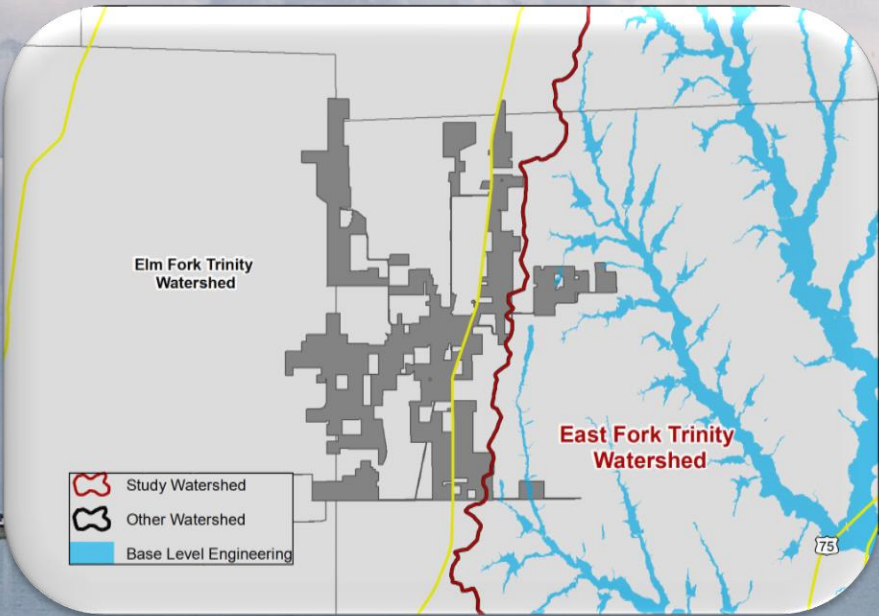 Elm Fork Trinity
Watershed
East Fork Trinity
Watershed
Study Watershed
Other Watershed
Base Level Engineering
75